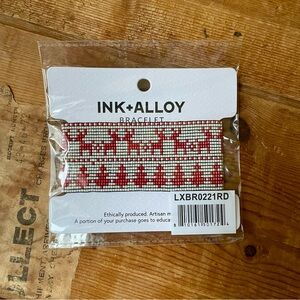 INK+ALLOY
BRACELET
LXBR0221RD
Ethically produced. Artisan m
A portion of your purchase goes to educa
LLECT